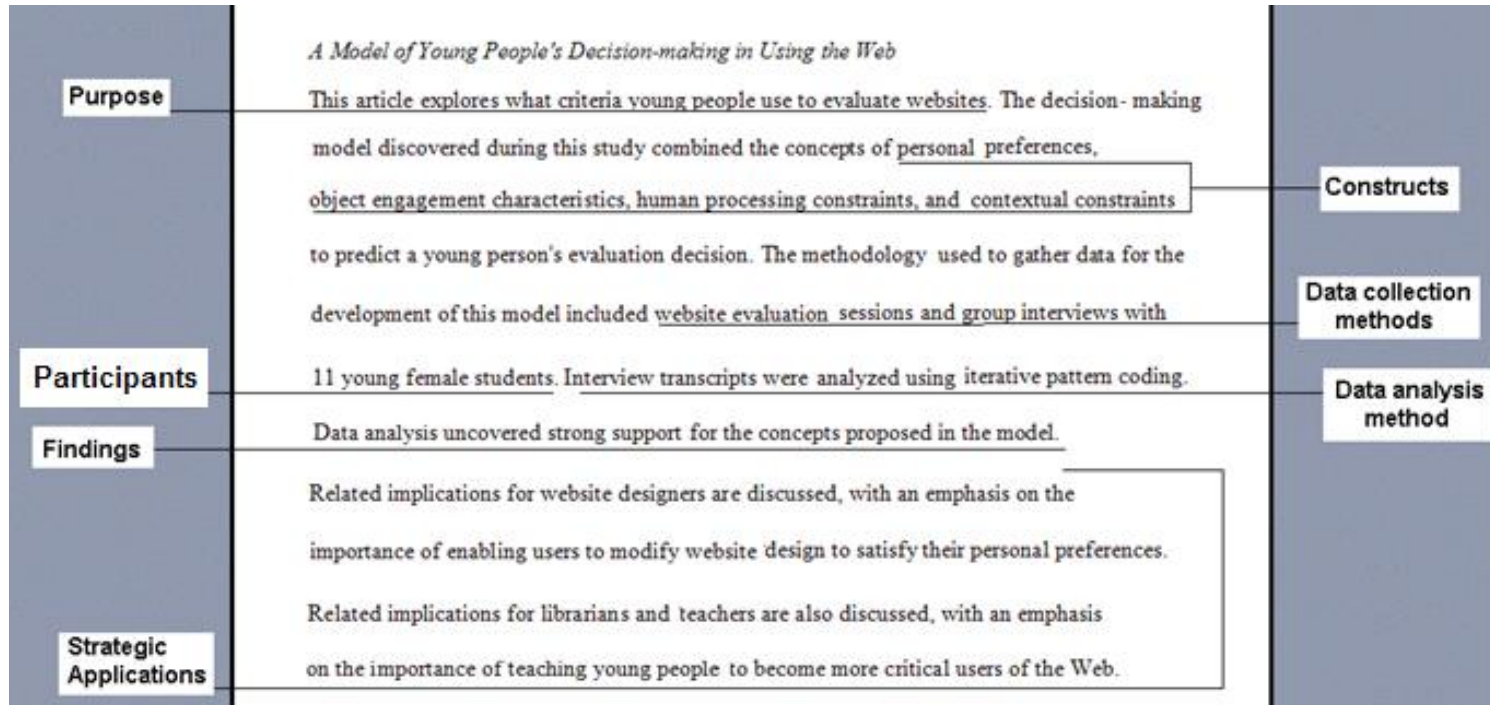 A Model of Young People's Decision-making in Using the Web
Purpose
This article explores what criteria young people use to evaluate websites. The decision- making
model discovered during this study combined the concepts of personal preferences,
Constructs
object engagement characteristics, human processing constraints, and contextual constraints
to predict a young person's evaluation decision. The methodology used to gather data for the
Data collection
methods
development of this model included website evaluation sessions and group interviews with
Participants
11 young female students. Interview transcripts were analyzed using iterative pattern coding.
Data analysis
method
Findings
Data analysis uncovered strong support for the concepts proposed in the model.
Related implications for website designers are discussed, with an emphasis on the
importance of enabling users to modify website design to satisfy their personal preferences.
Related implications for librarians and teachers are also discussed, with an emphasis
Strategic
Applications
on the importance of teaching young people to become more critical users of the Web.